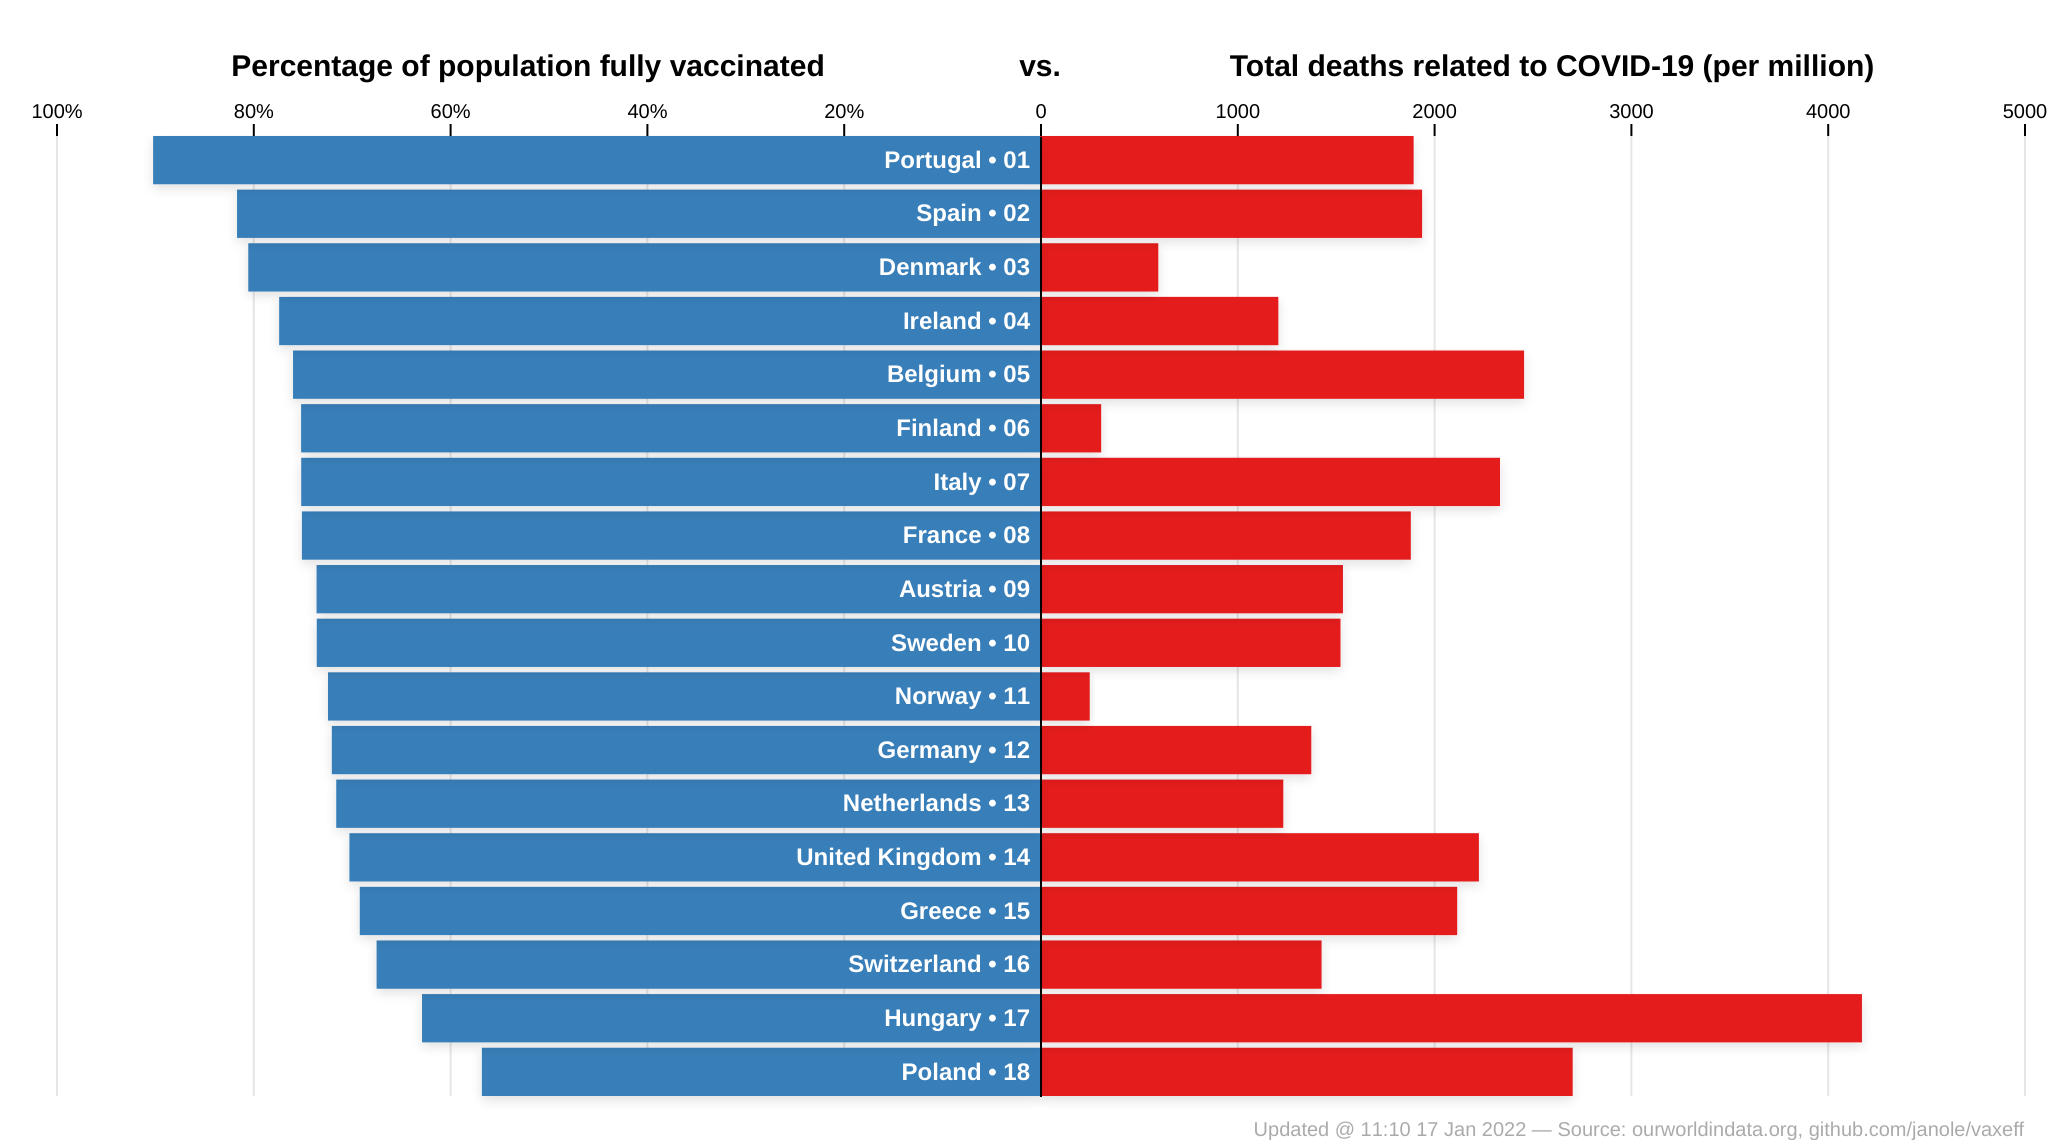 Percentage of population fully vaccinated vs. Total deaths related to COVID-19 (per million)
100% 80% 60% 40% 20% 0 1000 2000 3000 4000 5000
Portugal • 01
Spain • 02
Denmark • 03
Ireland • 04
Belgium • 05
Finland • 06
Italy • 07
France • 08
Austria • 09
Sweden • 10
Norway • 11
Germany • 12
Netherlands • 13
United Kingdom • 14
Greece • 15
Switzerland • 16
Hungary • 17
Poland • 18
Updated @ 11:10 17 Jan 2022 — Source: ourworldindata.org, github.com/janole/vaxeff